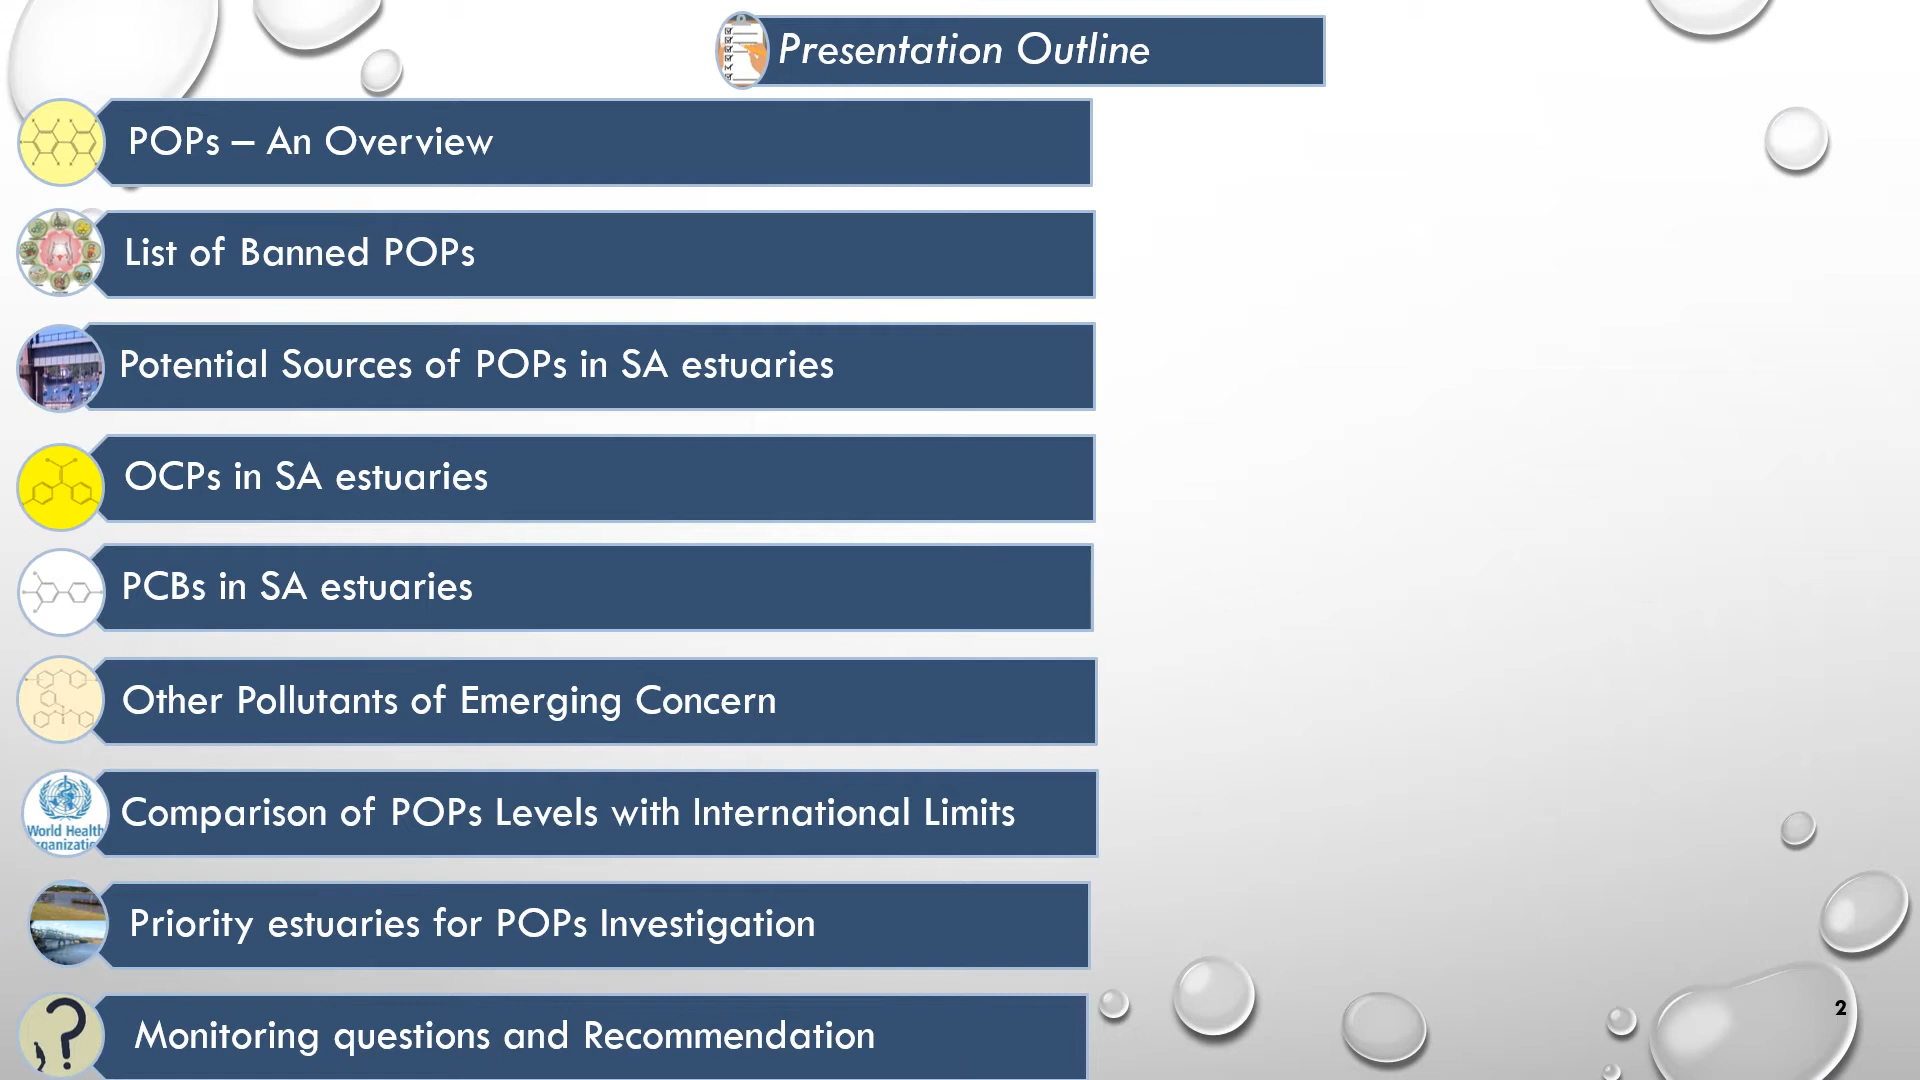 Presentation Outline
POPs – An Overview
List of Banned POPs
Potential Sources of POPs in SA estuaries
OCPs in SA estuaries
PCBs in SA estuaries
Other Pollutants of Emerging Concern
World Health
Comparison of POPs Levels with International Limits
Priority estuaries for POPs Investigation
Monitoring questions and Recommendation
2